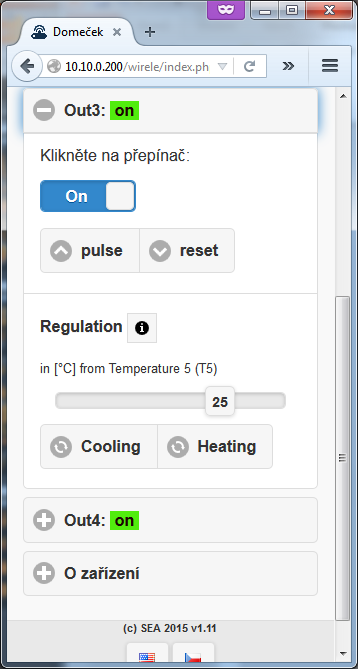 Domeček
10.10.0.200/wirele/index.ph
Out3: on
Klikněte na přepínač:
On
pulse reset
Regulation
in [°C] from Temperature 5 (T5)
25
Cooling Heating
Out4: on
O zařízení
(c) SEA 2015 v1.11